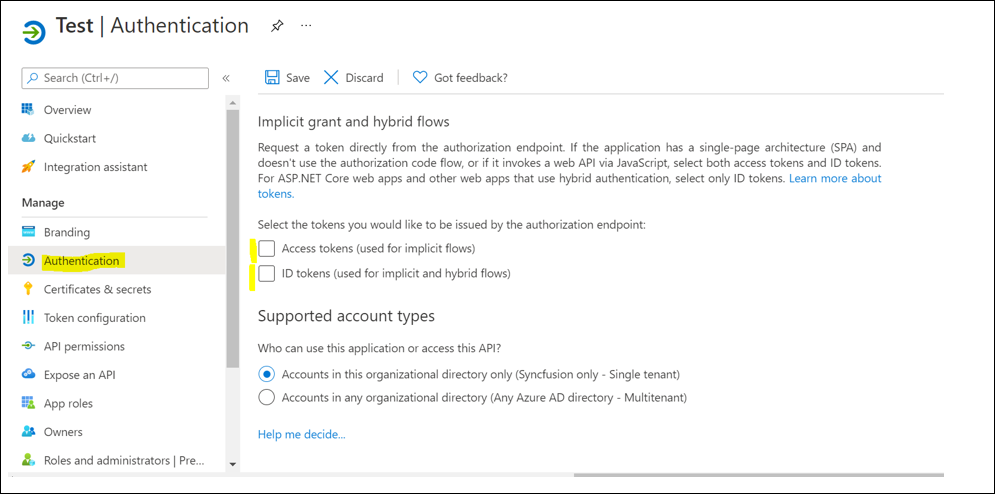 Test | Authentication
Search (Ctrl+/)
«
Overview
Quickstart
Integration assistant
Manage
Branding
Authentication
Certificates & secrets
Token configuration
API permissions
Expose an API
App roles
Owners
Roles and administrators | Pre...
Save Discard Got feedback?
Implicit grant and hybrid flows
Request a token directly from the authorization endpoint. If the application has a single-page architecture (SPA) and
doesn't use the authorization code flow, or if it invokes a web API via JavaScript, select both access tokens and ID tokens.
For ASP.NET Core web apps and other web apps that use hybrid authentication, select only ID tokens. Learn more about
tokens.
Select the tokens you would like to be issued by the authorization endpoint:
Access tokens (used for implicit flows)
ID tokens (used for implicit and hybrid flows)
Supported account types
Who can use this application or access this API?
Accounts in this organizational directory only (Syncfusion only - Single tenant)
Accounts in any organizational directory (Any Azure AD directory - Multitenant)
Help me decide...